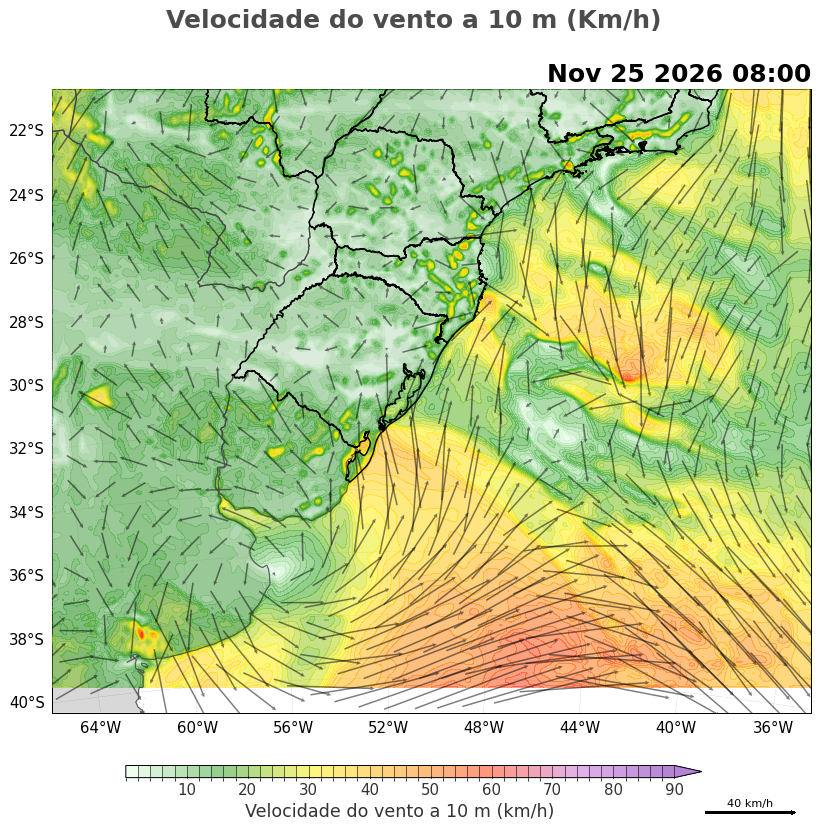 Velocidade do vento a 10 m (Km/h)
Nov 25 2026 08:00
22°S
24°S
26°S
28°S
30°S
32°S
34°S
36°S
38°S
40°S
64°W 60°W 56°W 52°W 48°W 44°W 40°W 36°W
10 20 30 40 50 60 70 80 90
Velocidade do vento a 10 m (km/h)
40 km/h